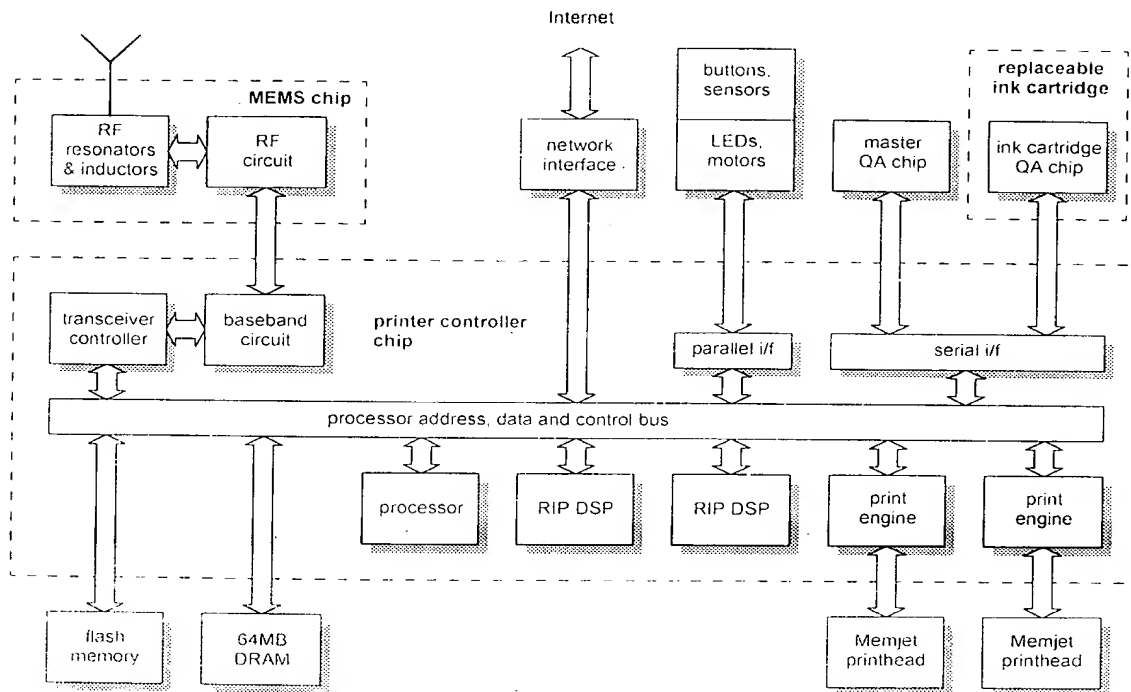 Internet
MEMS chip
RF
resonators
& inductors
RF
circuit
network
interface
buttons,
sensors
LEDs,
motors
master
QA chip
replaceable
ink cartridge
ink cartridge
QA chip
transceiver
controller
baseband
circuit
printer controller
chip
parallel i/f
serial i/f
processor address, data and control bus
processor
RIP DSP
RIP DSP
print
engine
print
engine
flash
memory
64MB
DRAM
Memjet
printhead
Memjet
printhead